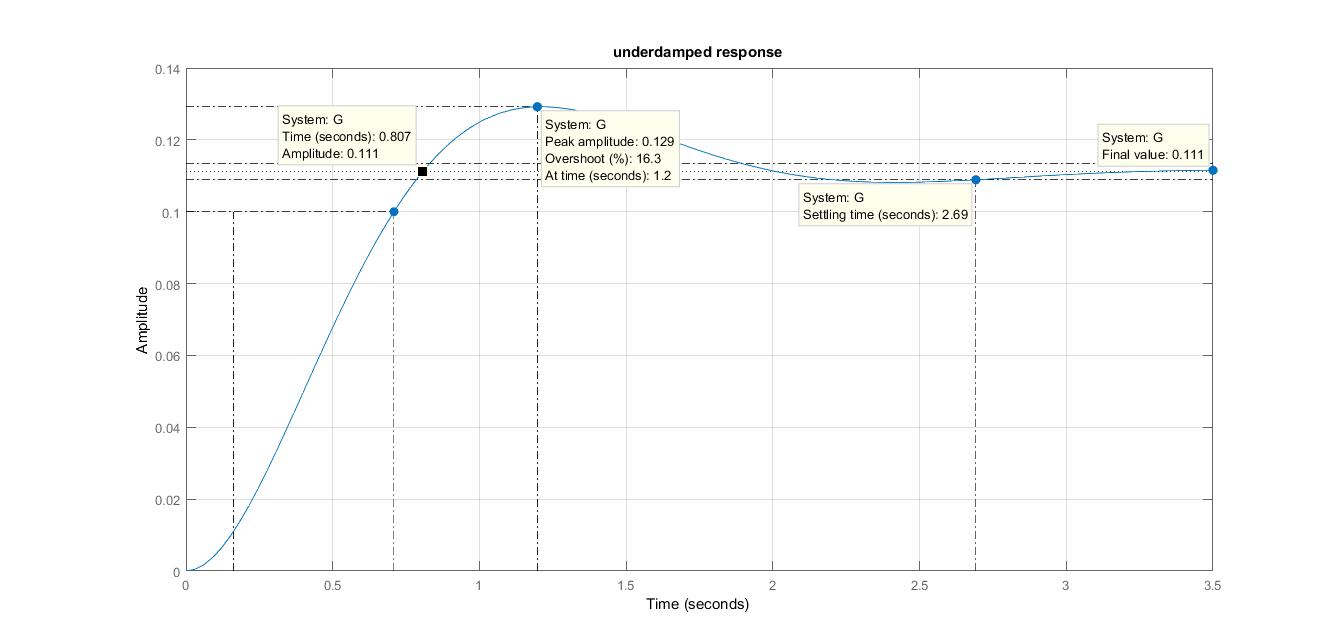 underdamped response
0.14
0.12
0.1
0.08
0.06
0.04
0.02
0
Amplitude
System: G
Time (seconds): 0.807
Amplitude: 0.111
System: G
Peak amplitude: 0.129
Overshoot (%): 16.3
At time (seconds): 1.2
System: G
Settling time (seconds): 2.69
System: G
Final value: 0.111
0 0.5 1 1.5 2 2.5 3 3.5
Time (seconds)